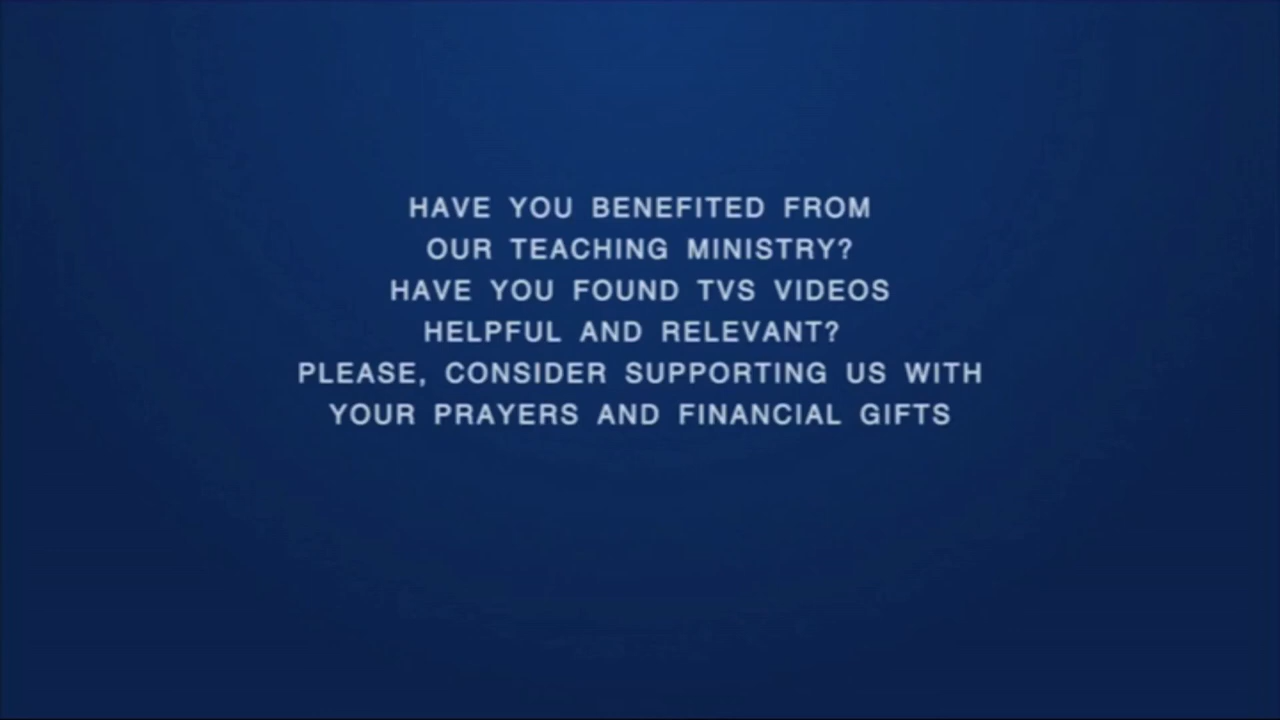 HAVE YOU BENEFITED FROM
OUR TEACHING MINISTRY?
HAVE YOU FOUND TVS VIDEOS
HELPFUL AND RELEVANT?
PLEASE, CONSIDER SUPPORTING US WITH
YOUR PRAYERS AND FINANCIAL GIFTS